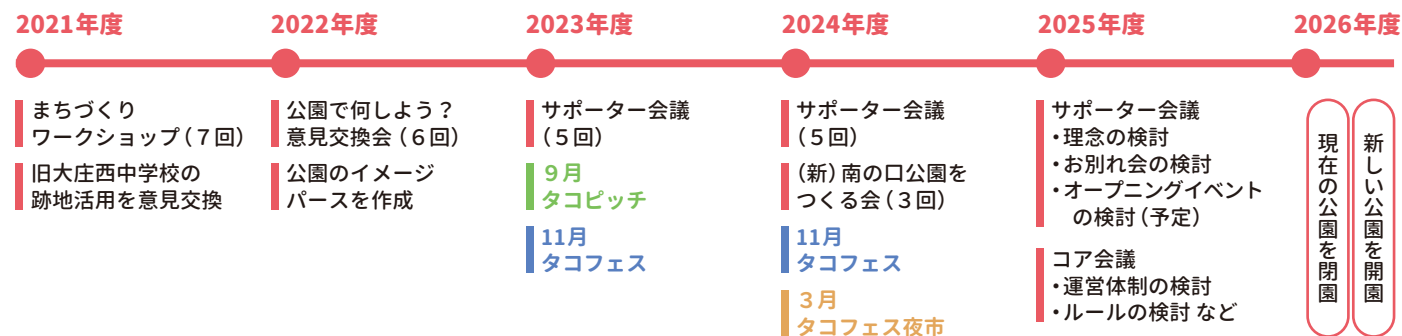 2021年度
まちづくり
ワークショップ（７回）
旧大庄西中学校の
跡地活用を意見交換
2022年度
公園で何しよう？
意見交換会（６回）
公園のイメージ
パースを作成
2023年度
サポーター会議
（５回）
９月
タコピッチ
11月
タコフェス
2024年度
サポーター会議
（５回）
（新）南の口公園を
つくる会（３回）
11月
タコフェス
３月
タコフェス夜市
2025年度
サポーター会議
・理念の検討
・お別れ会の検討
・オープニングイベント
の検討（予定）
コア会議
・運営体制の検討
・ルールの検討 など
2026年度
現在の公園を閉園
新しい公園を開園